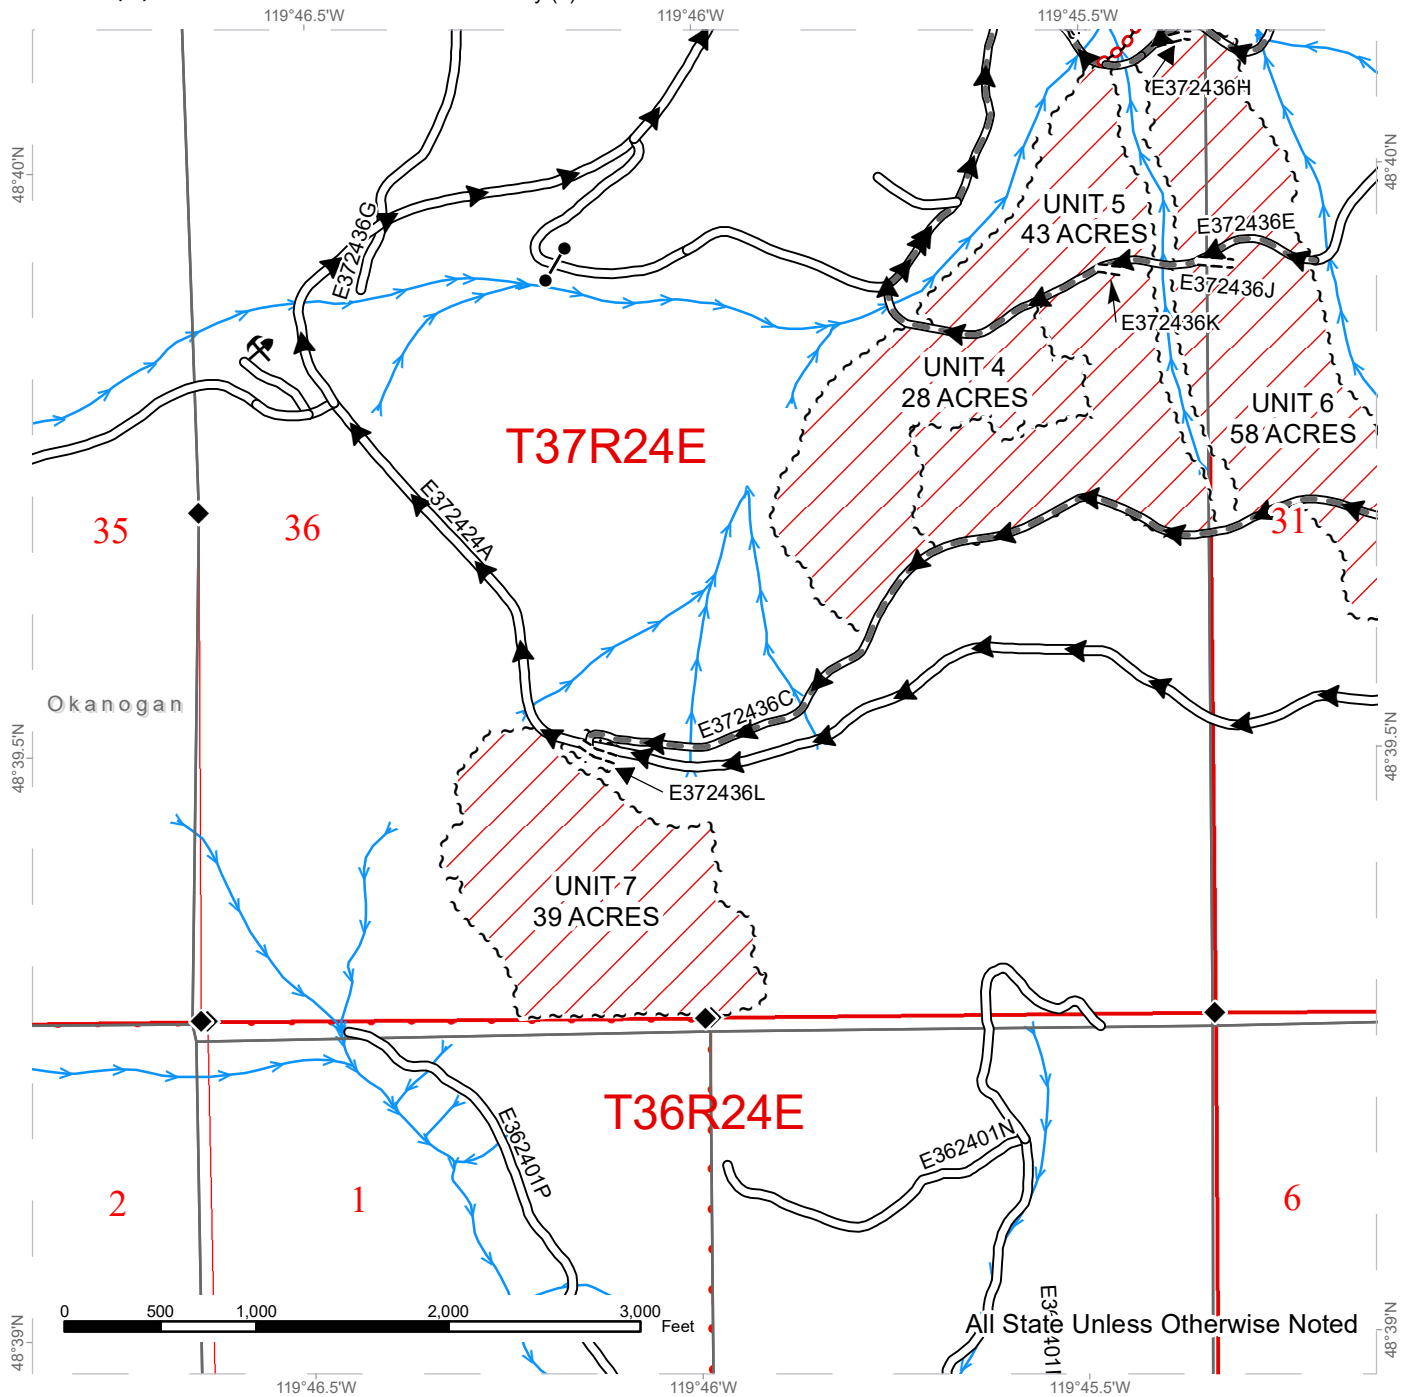 119°46.5'W
119°46'W
119°45.5'W
E372436H
48°40'N
48°40'N
UNIT 5
43 ACRES
E372436G
E372436E
E372436J
E372436K
UNIT 4
28 ACRES
UNIT 6
58 ACRES
T37R24E
E372424A
35
36
31
Okanogan
E372436C
48°39.5'N
48°39.5'N
E372436L
UNIT 7
39 ACRES
T36R24E
E362401P
E362401N
2
1
6
0
500
1,000
2,000
3,000
Feet
All State Unless Otherwise Noted
48°39'N
48°39'N
119°46.5'W
119°46'W
119°45.5'W